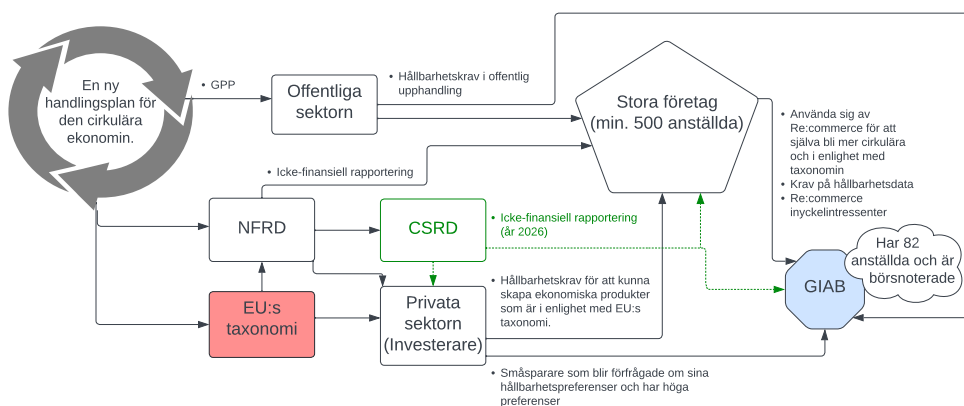 En ny
handlingsplan för
den cirkulära
ekonomin.
• GPP
Offentliga
sektorn
• Hållbarhetskrav i offentlig
upphandling
Stora företag
(min. 500 anställda)
• Använda sig av
Re:commerce för att
själva bli mer cirkulära
och i enlighet med
taxonomin
• Krav på hållbarhetsdata
• Re:commerce
inyckelintressenter
• Icke-finansiell rapportering
NFRD
CSRD
• Icke-finansiell rapportering
(år 2026)
Har 82
anställda och är
börsnoterade
GIAB
EU:s
taxonomi
Privata
sektorn
(Investerare)
• Hållbarhetskrav för att kunna
skapa ekonomiska produkter
som är i enlighet med EU:s
taxonomi.
• Småsparare som blir förfrågade om sina
hållbarhetspreferenser och har höga
preferenser